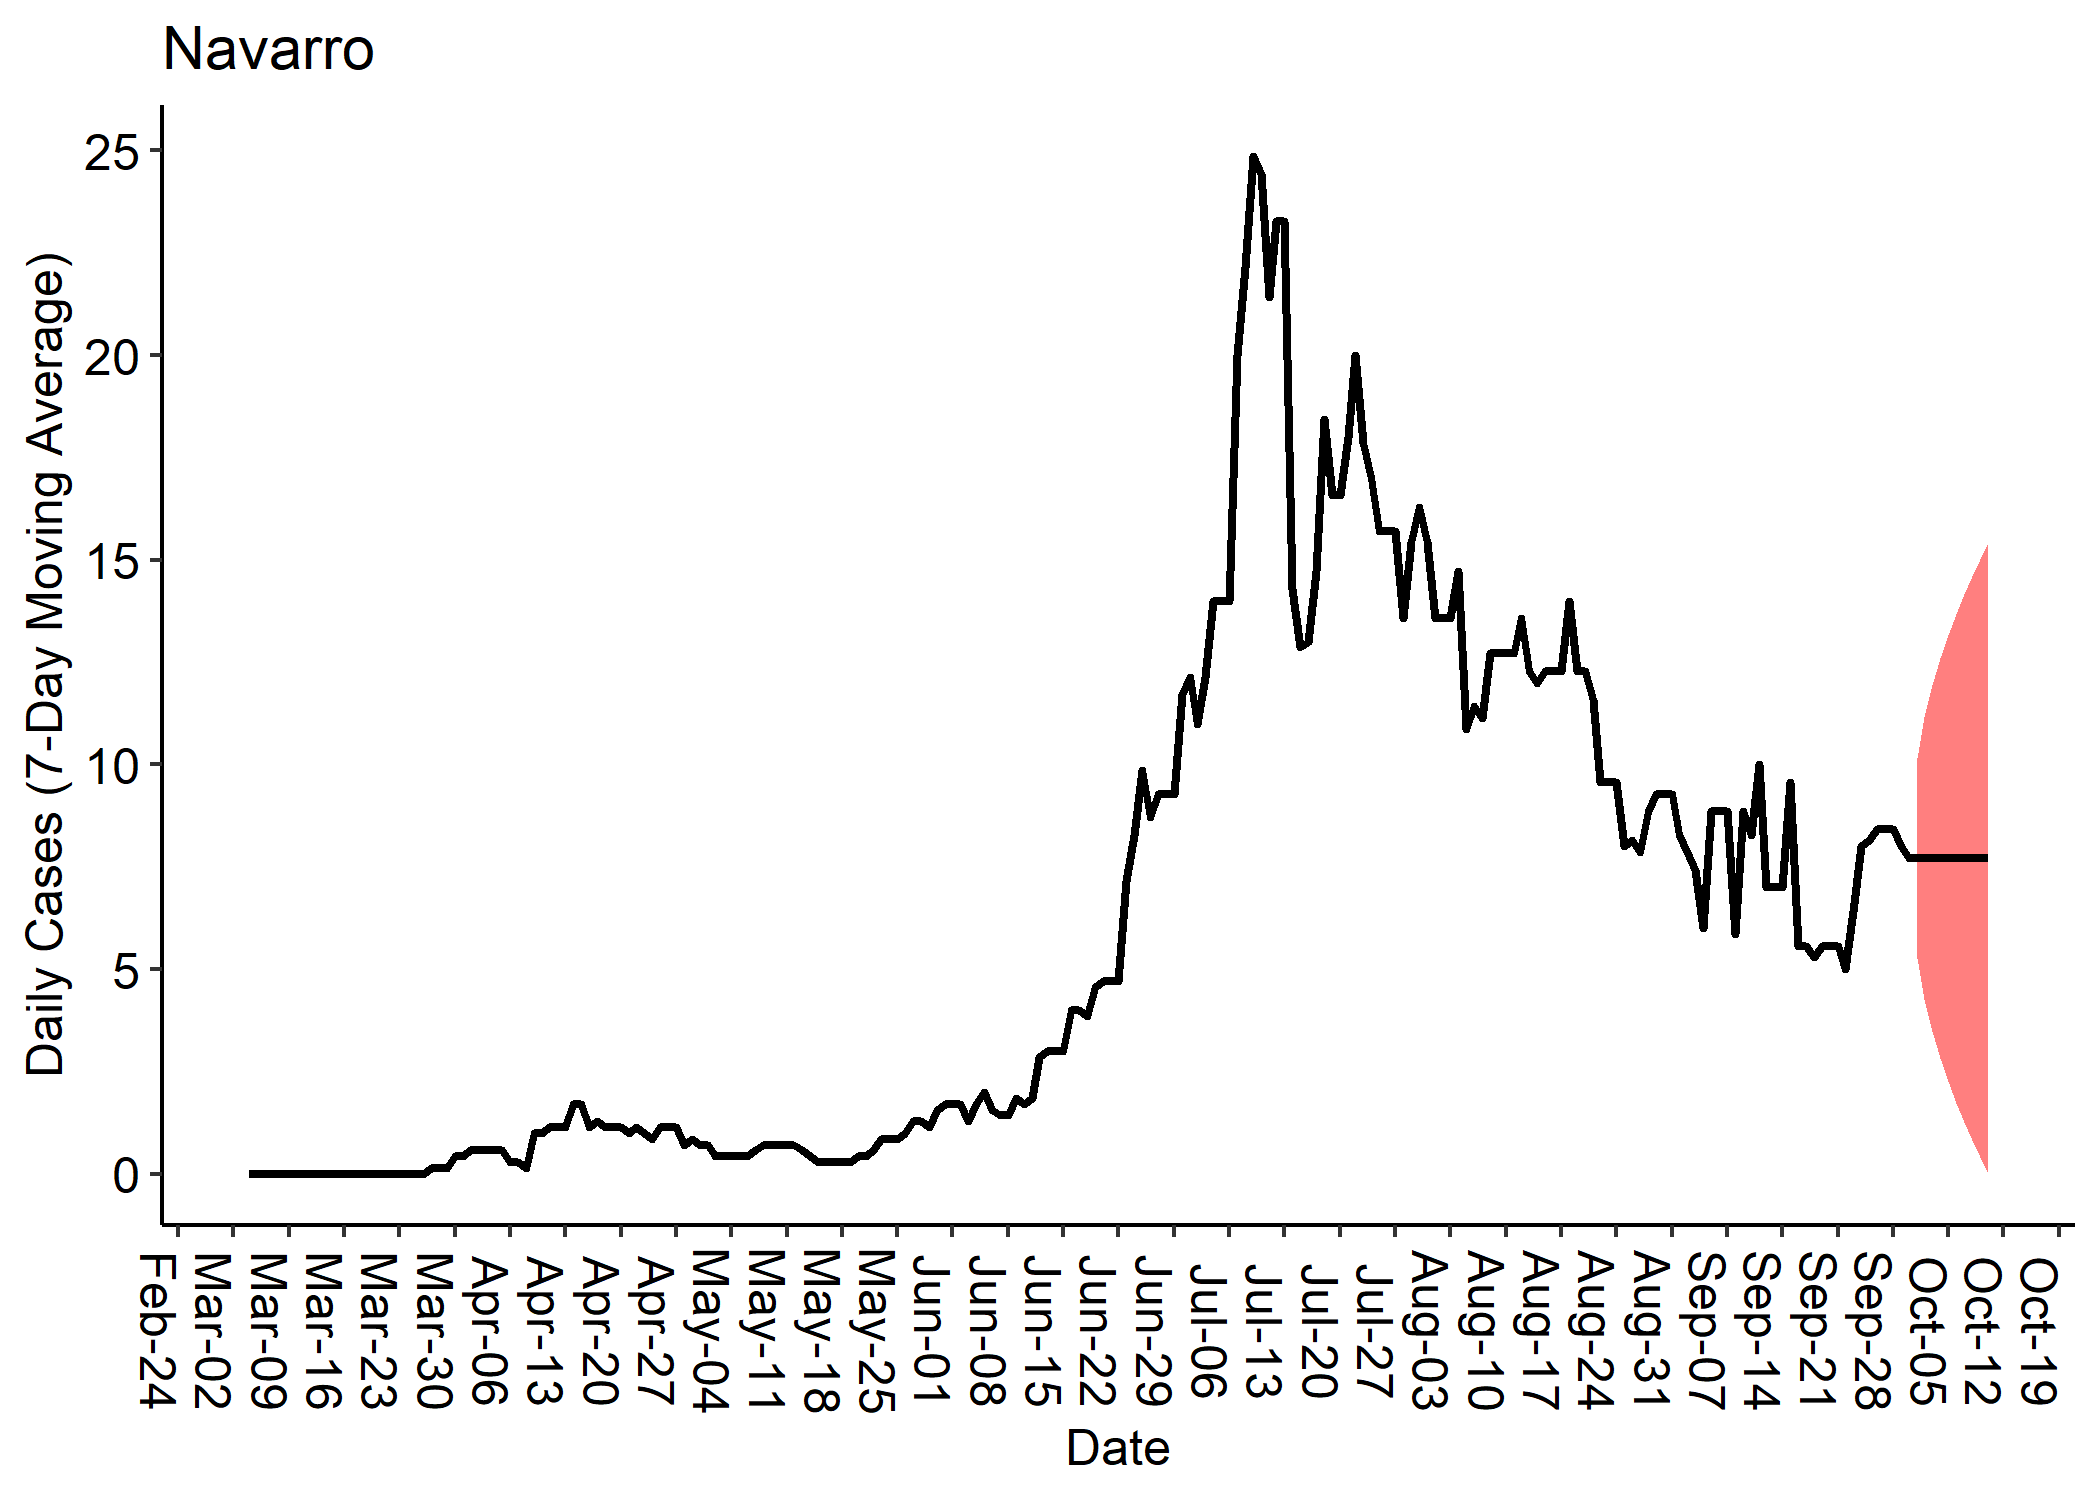 Navarro
Daily Cases (7-Day Moving Average)
25
20
15
10
5
0
Feb-24
Mar-02
Mar-09
Mar-16
Mar-23
Mar-30
Apr-06
Apr-13
Apr-20
Apr-27
May-04
May-11
May-18
May-25
Jun-01
Jun-08
Jun-15
Jun-22
Jun-29
Jul-06
Jul-13
Jul-20
Jul-27
Aug-03
Aug-10
Aug-17
Aug-24
Aug-31
Sep-07
Sep-14
Sep-21
Sep-28
Oct-05
Oct-12
Oct-19
Date